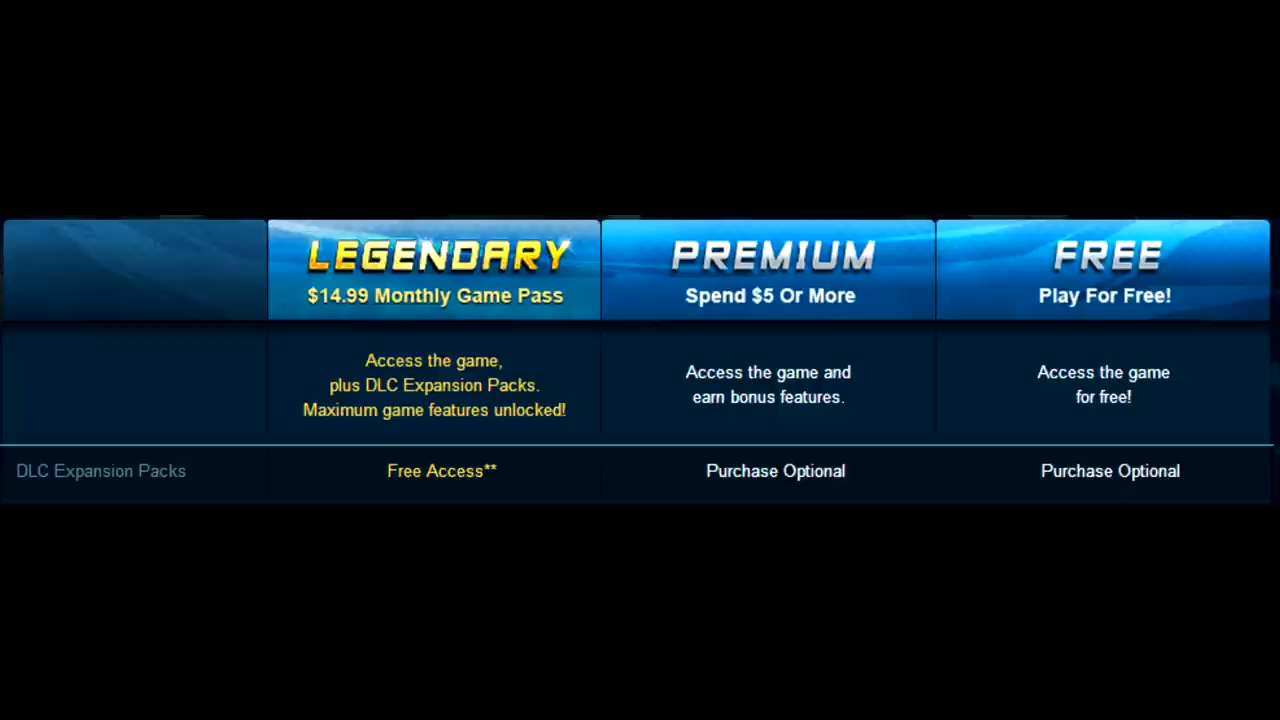 LEGENDARY
$14.99 Monthly Game Pass
PREMIUM
Spend $5 Or More
FREE
Play For Free!
Access the game,
plus DLC Expansion Packs.
Maximum game features unlocked!
Access the game and
earn bonus features.
Access the game
for free!
DLC Expansion Packs
Free Access**
Purchase Optional
Purchase Optional